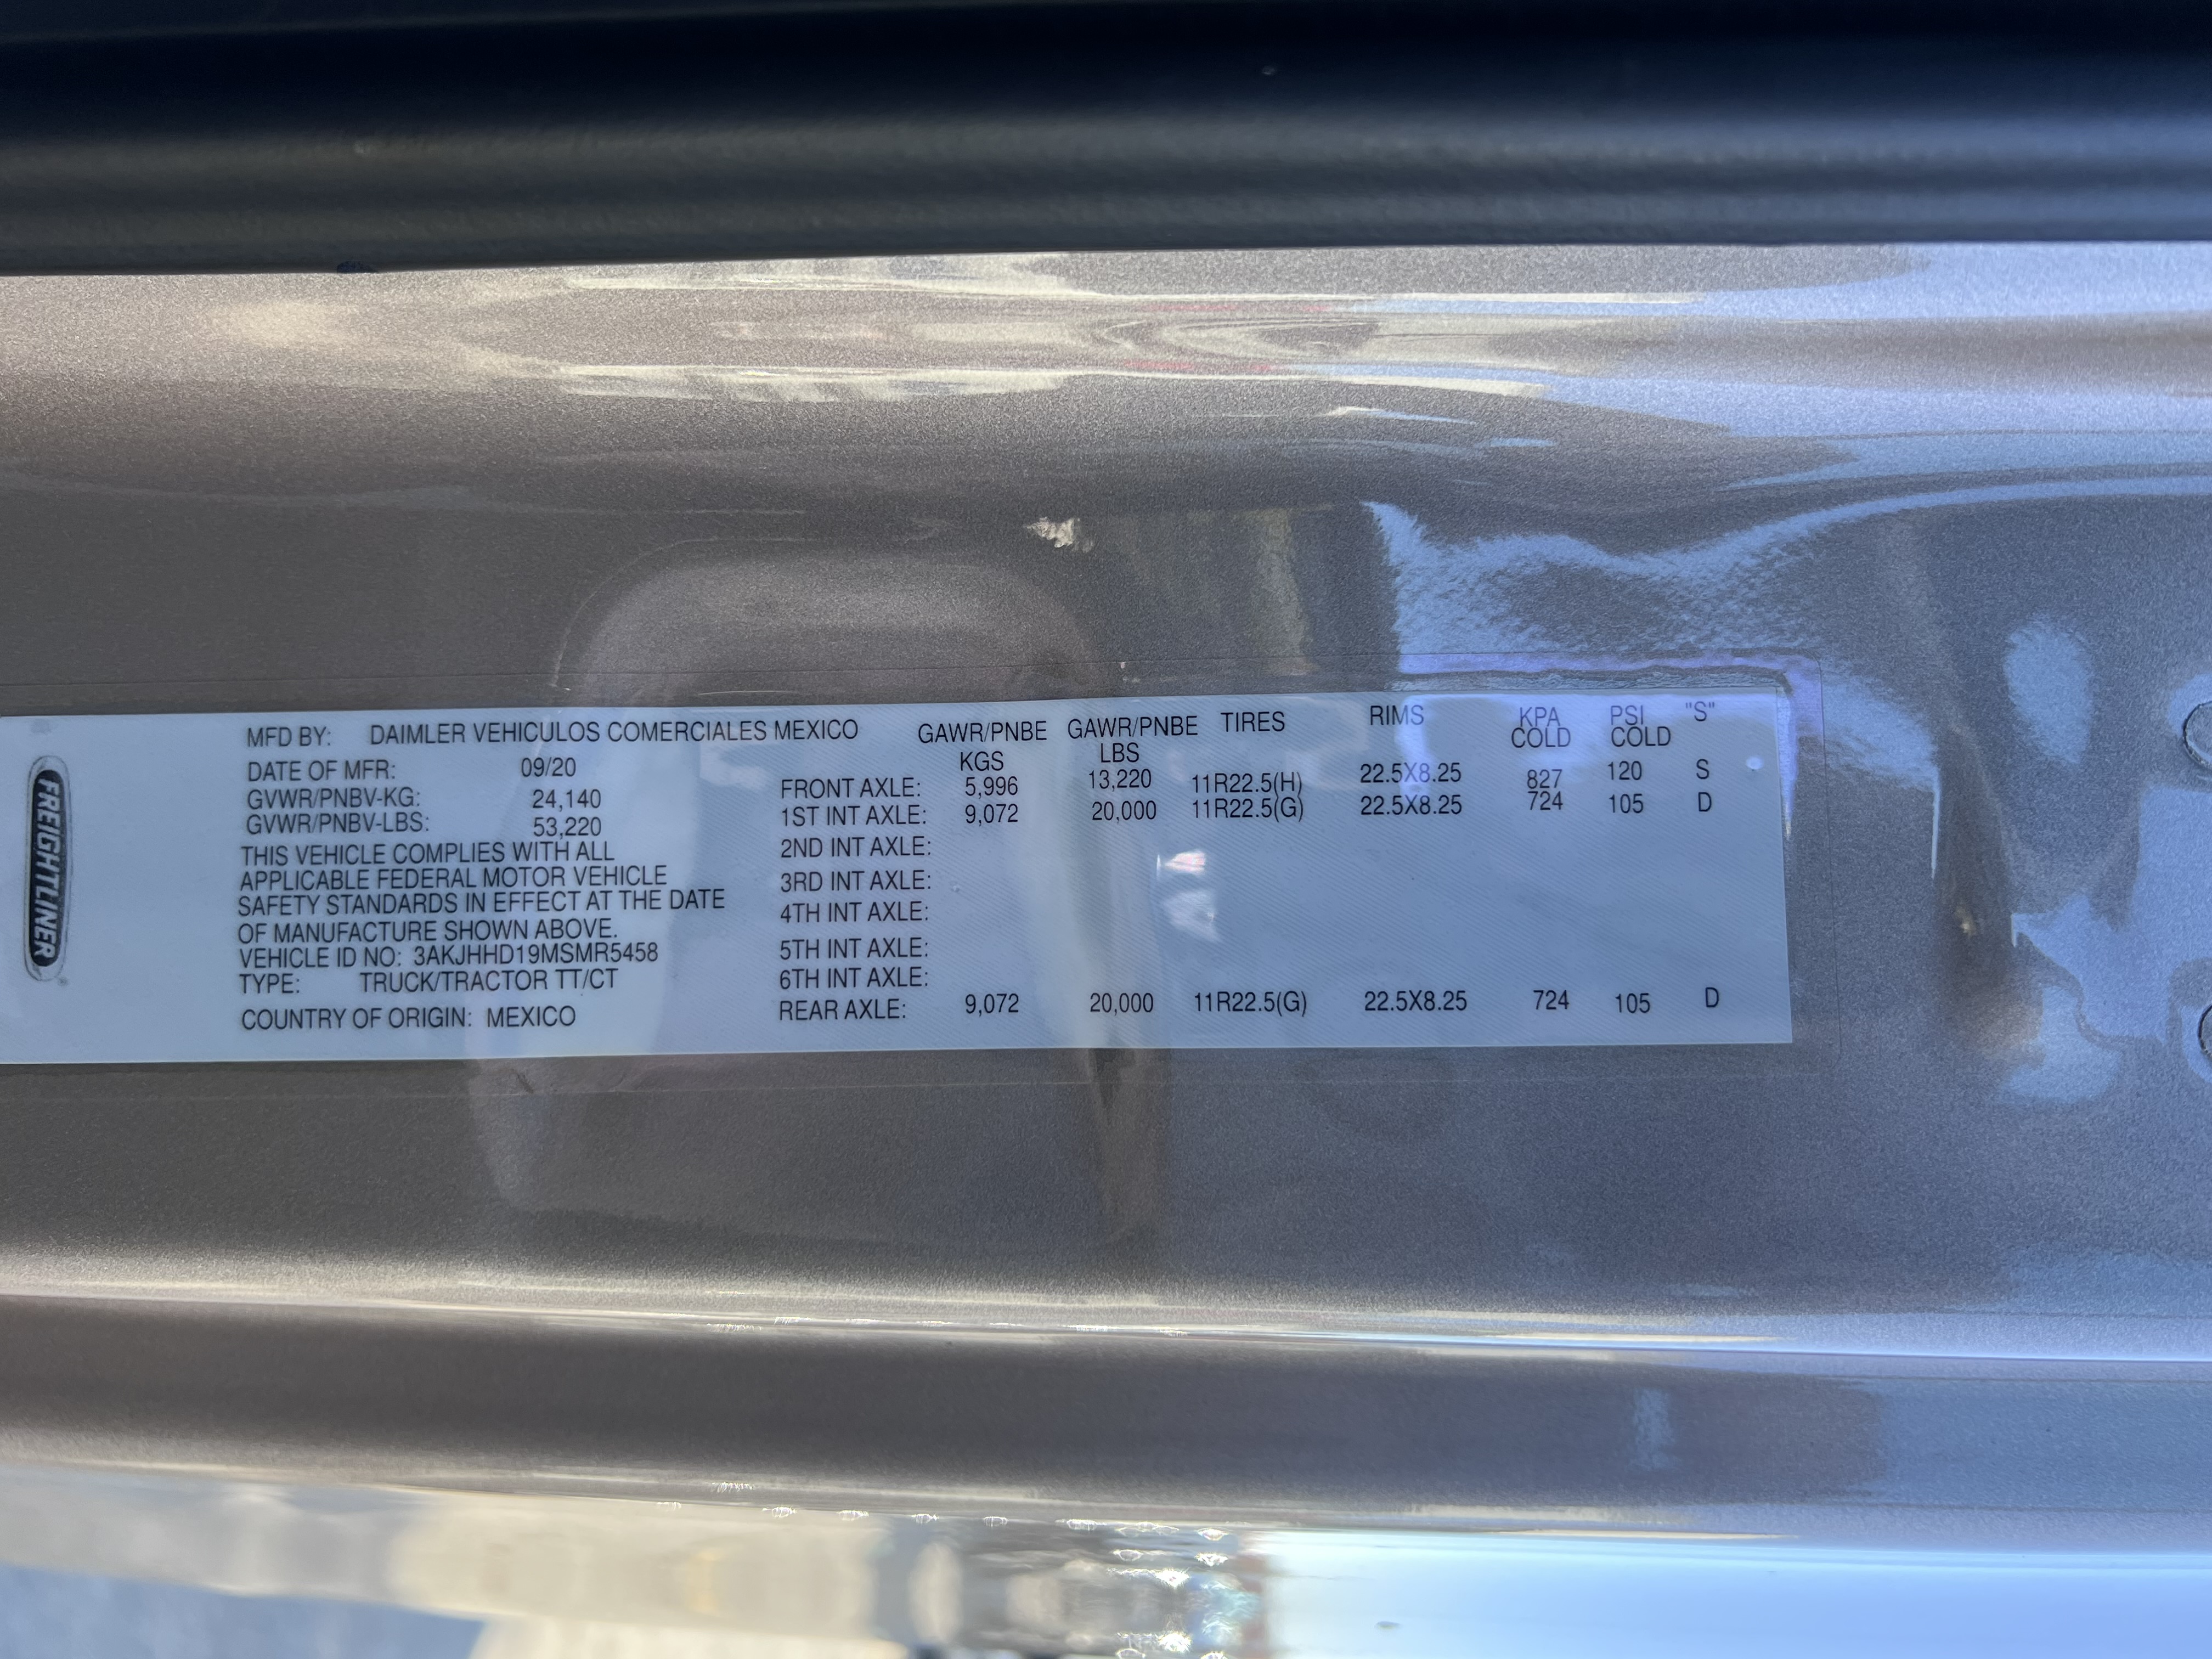 FREIGHTLINER
MFD BY: DAIMLER VEHICULOS COMERCIALES MEXICO
DATE OF MFR: 09/20
GVWR/PNBV-KG: 24,140
GVWR/PNBV-LBS: 53,220
THIS VEHICLE COMPLIES WITH ALL
APPLICABLE FEDERAL MOTOR VEHICLE
SAFETY STANDARDS IN EFFECT AT THE DATE
OF MANUFACTURE SHOWN ABOVE.
VEHICLE ID NO: 3AKJHHD19MSMR5458
TYPE: TRUCK/TRACTOR TT/CT
COUNTRY OF ORIGIN: MEXICO
GAWR/PNBE GAWR/PNBE TIRES RIMS KPA PSI "S"
KGS LBS COLD COLD
FRONT AXLE: 5,996 13,220 11R22.5(H) 22.5X8.25 827 120 S
1ST INT AXLE: 9,072 20,000 11R22.5(G) 22.5X8.25 724 105 D
2ND INT AXLE:
3RD INT AXLE:
4TH INT AXLE:
5TH INT AXLE:
6TH INT AXLE:
REAR AXLE: 9,072 20,000 11R22.5(G) 22.5X8.25 724 105 D